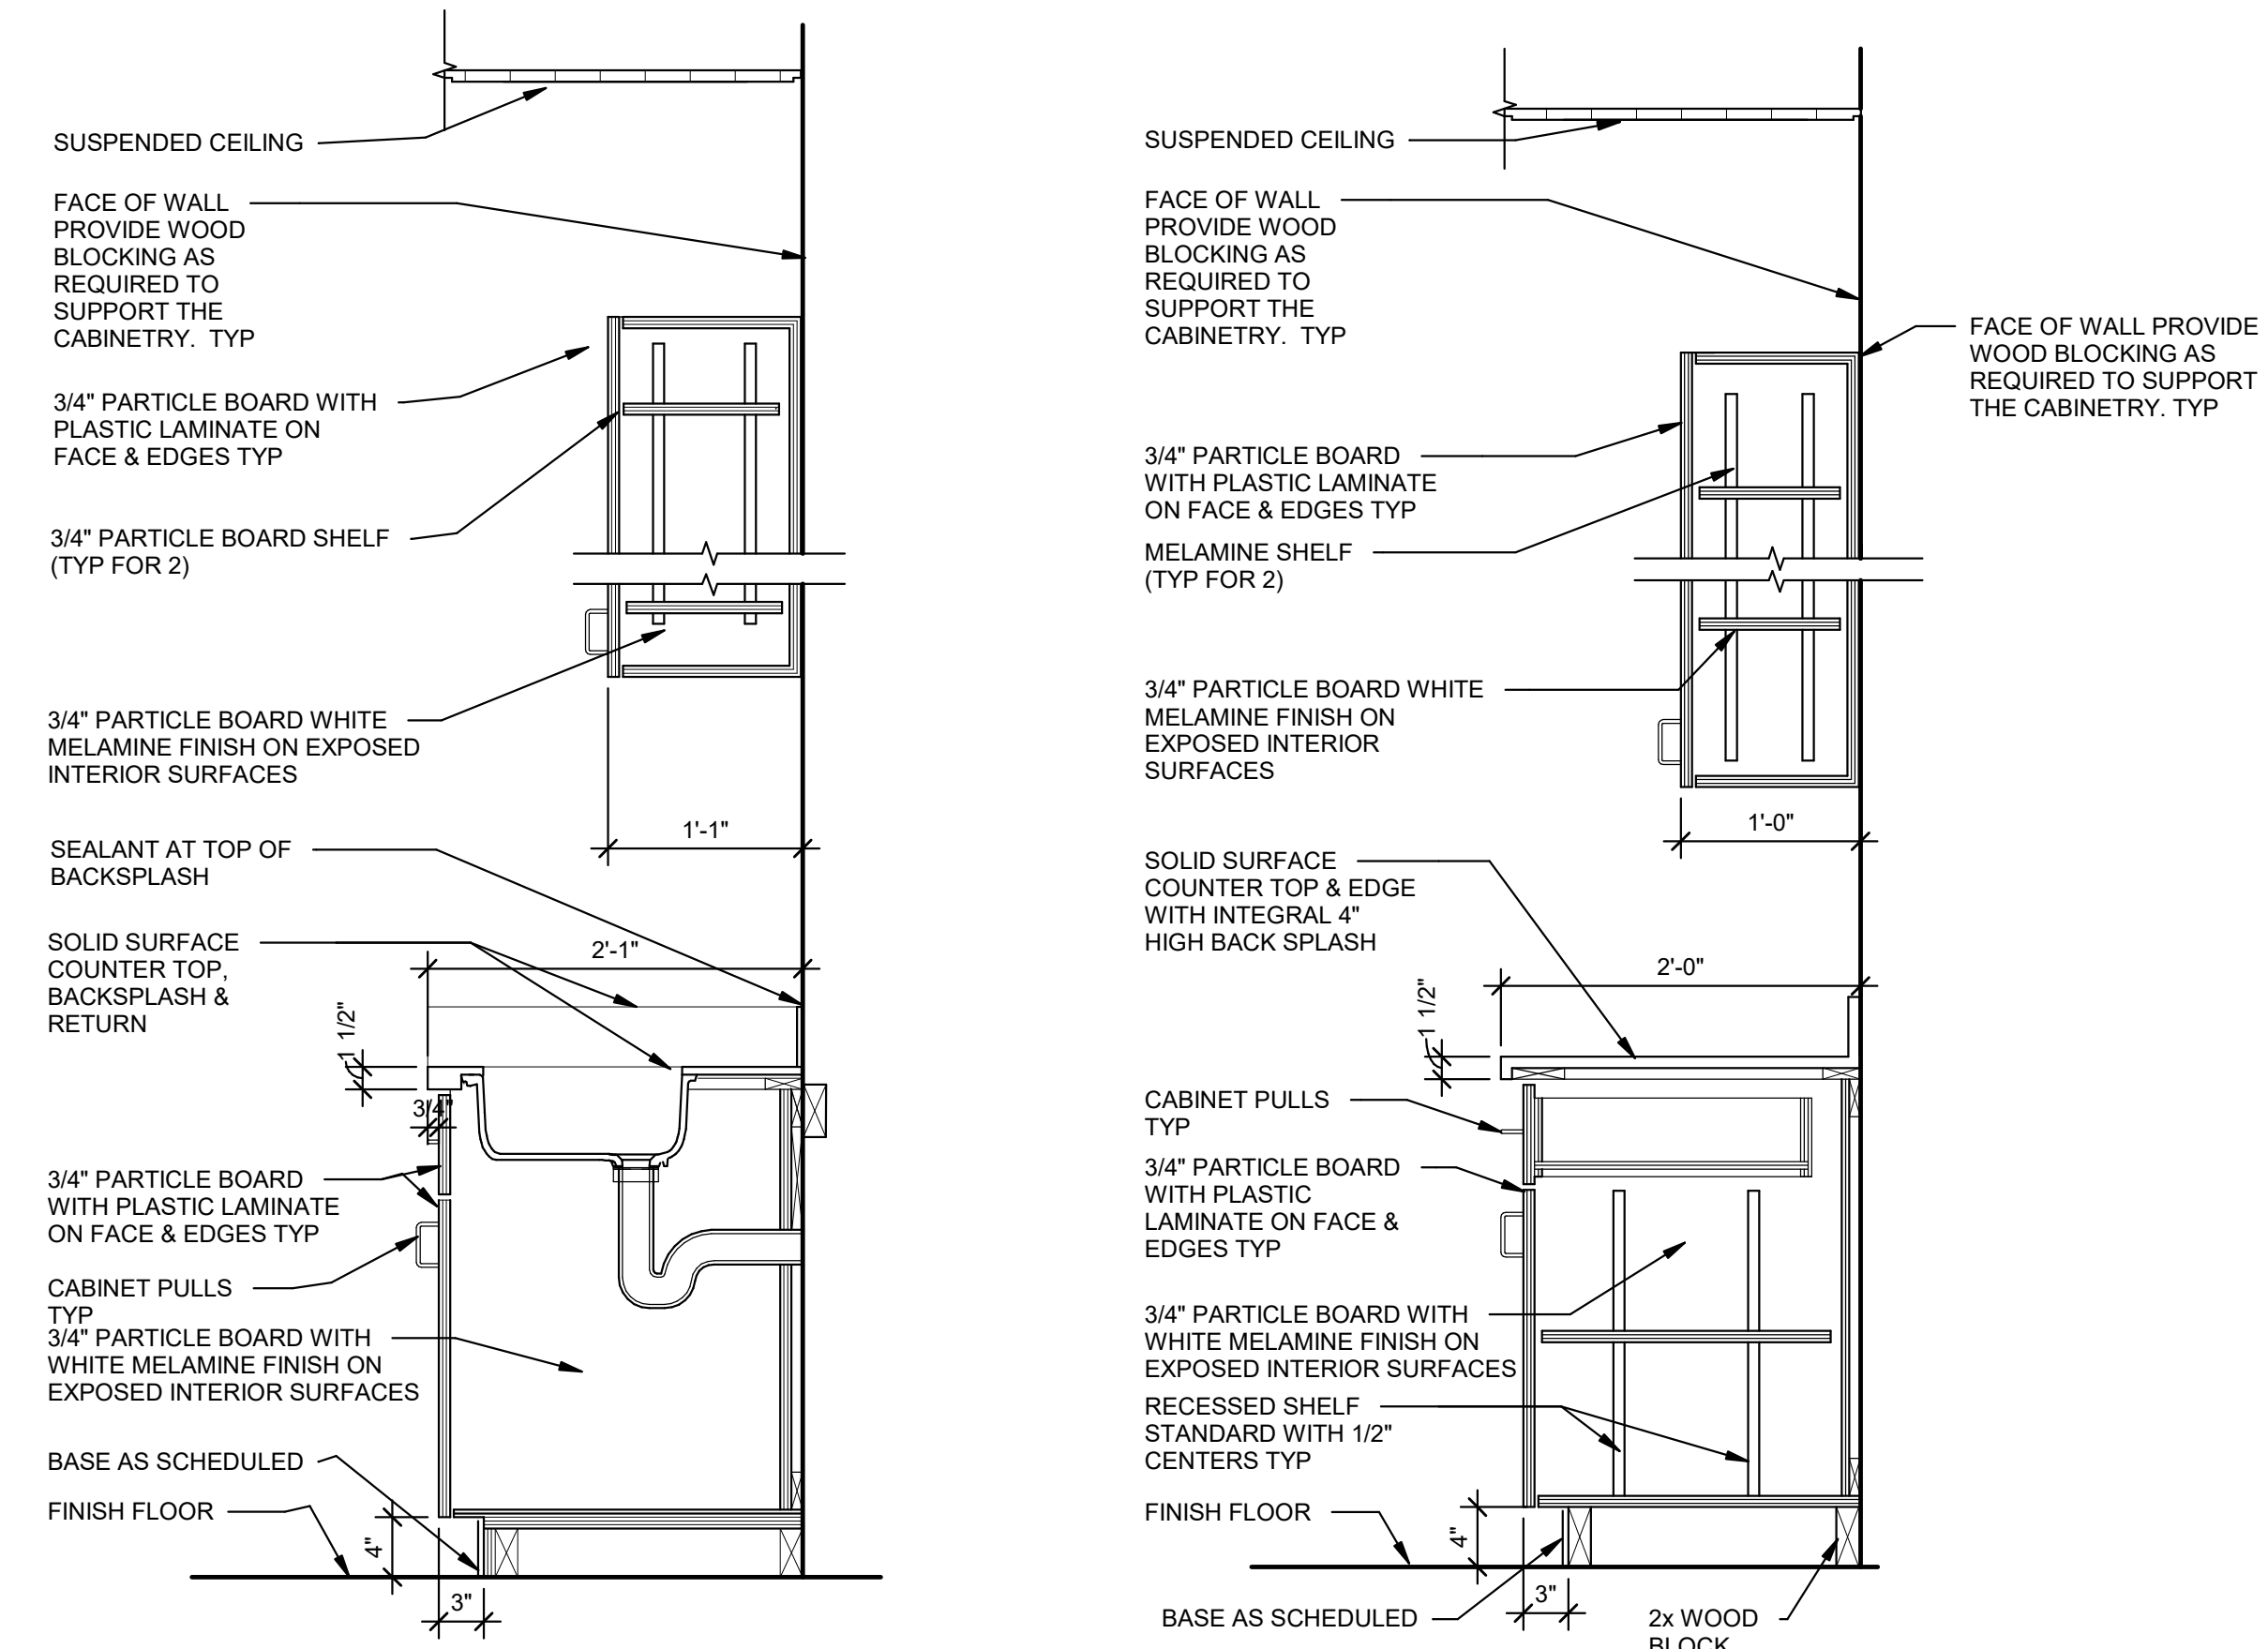 SUSPENDED CEILING
FACE OF WALL
PROVIDE WOOD
BLOCKING AS
REQUIRED TO
SUPPORT THE
CABINETRY.  TYP
3/4" PARTICLE BOARD WITH
PLASTIC LAMINATE ON
FACE & EDGES TYP
3/4" PARTICLE BOARD SHELF
(TYP FOR 2)
3/4" PARTICLE BOARD WHITE
MELAMINE FINISH ON EXPOSED
INTERIOR SURFACES
1'-1"
SEALANT AT TOP OF
BACKSPLASH
SOLID SURFACE
COUNTER TOP,
BACKSPLASH &
RETURN
2'-1"
1 1/2"
3/4"
3/4" PARTICLE BOARD
WITH PLASTIC LAMINATE
ON FACE & EDGES TYP
CABINET PULLS
TYP
3/4" PARTICLE BOARD WITH
WHITE MELAMINE FINISH ON
EXPOSED INTERIOR SURFACES
BASE AS SCHEDULED
FINISH FLOOR
4"
3"
SUSPENDED CEILING
FACE OF WALL
PROVIDE WOOD
BLOCKING AS
REQUIRED TO
SUPPORT THE
CABINETRY.  TYP
FACE OF WALL PROVIDE
WOOD BLOCKING AS
REQUIRED TO SUPPORT
THE CABINETRY. TYP
3/4" PARTICLE BOARD
WITH PLASTIC LAMINATE
ON FACE & EDGES TYP
MELAMINE SHELF
(TYP FOR 2)
3/4" PARTICLE BOARD WHITE
MELAMINE FINISH ON
EXPOSED INTERIOR
SURFACES
1'-0"
SOLID SURFACE
COUNTER TOP & EDGE
WITH INTEGRAL 4"
HIGH BACK SPLASH
2'-0"
1 1/2"
CABINET PULLS
TYP
3/4" PARTICLE BOARD
WITH PLASTIC
LAMINATE ON FACE &
EDGES TYP
3/4" PARTICLE BOARD WITH
WHITE MELAMINE FINISH ON
EXPOSED INTERIOR SURFACES
RECESSED SHELF
STANDARD WITH 1/2"
CENTERS TYP
FINISH FLOOR
4"
3"
BASE AS SCHEDULED
2x WOOD
BLOCK